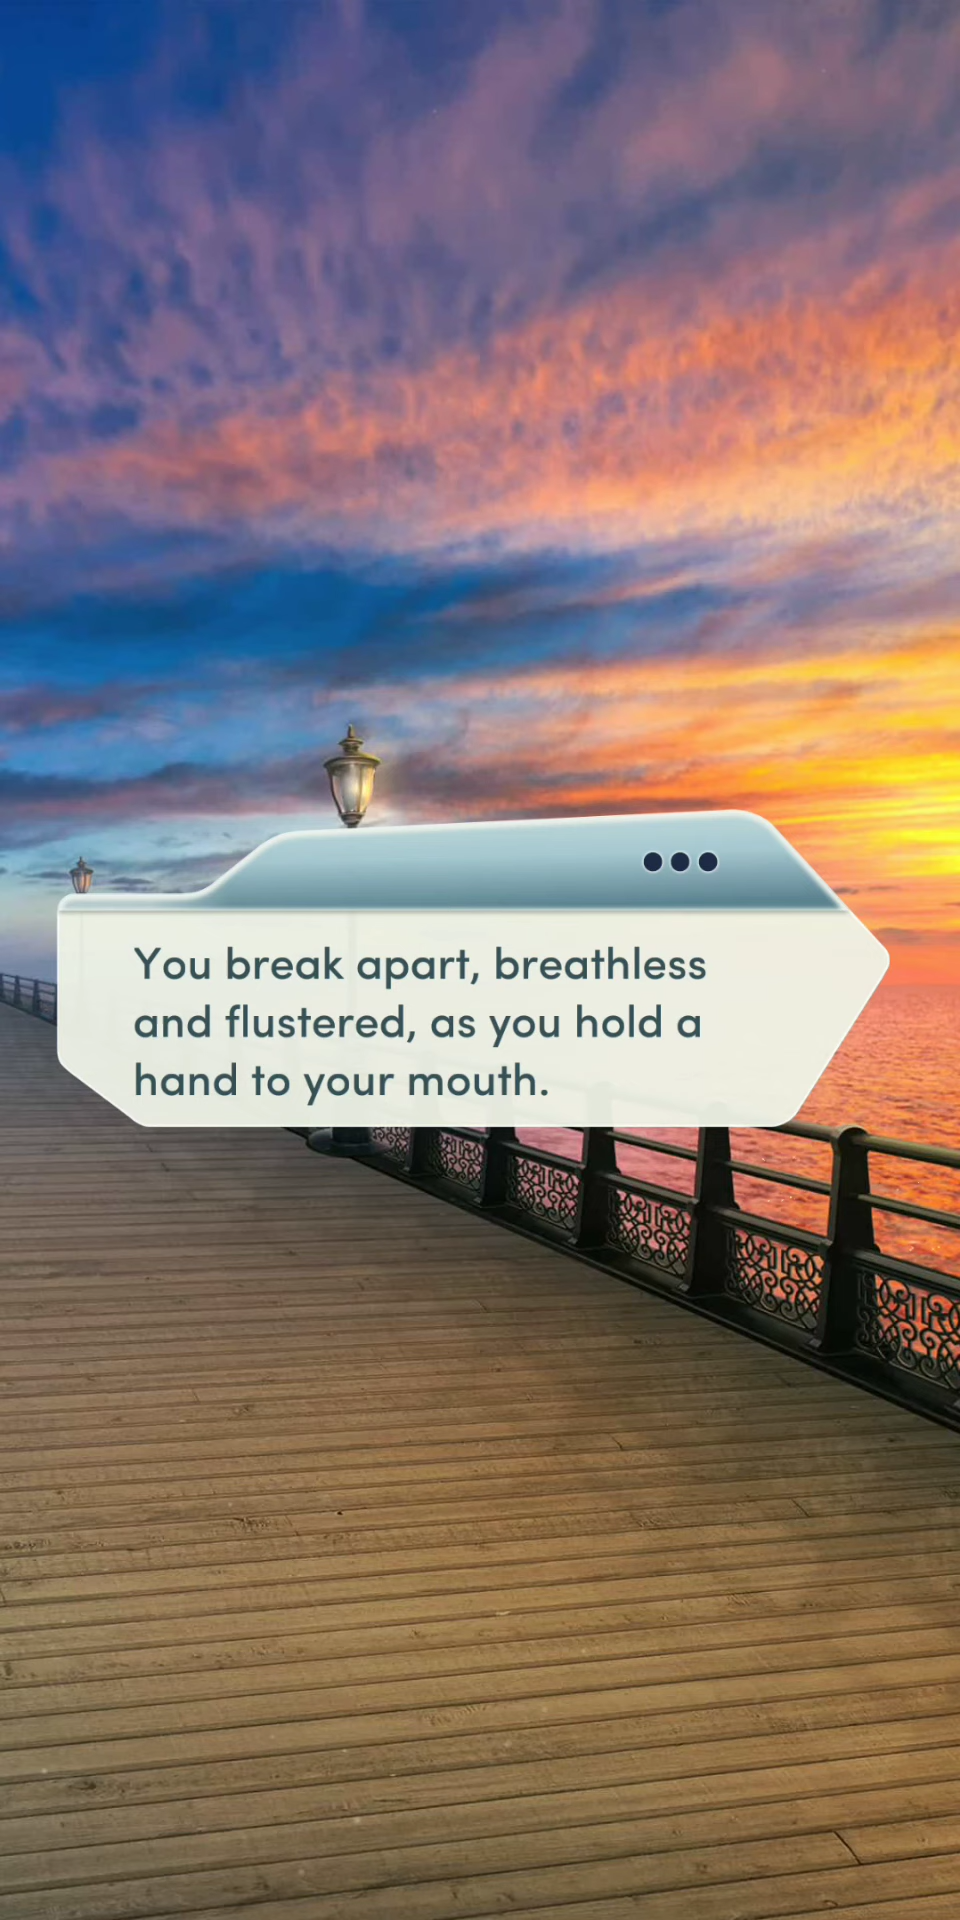 You break apart, breathless
and flustered, as you hold a
hand to your mouth.